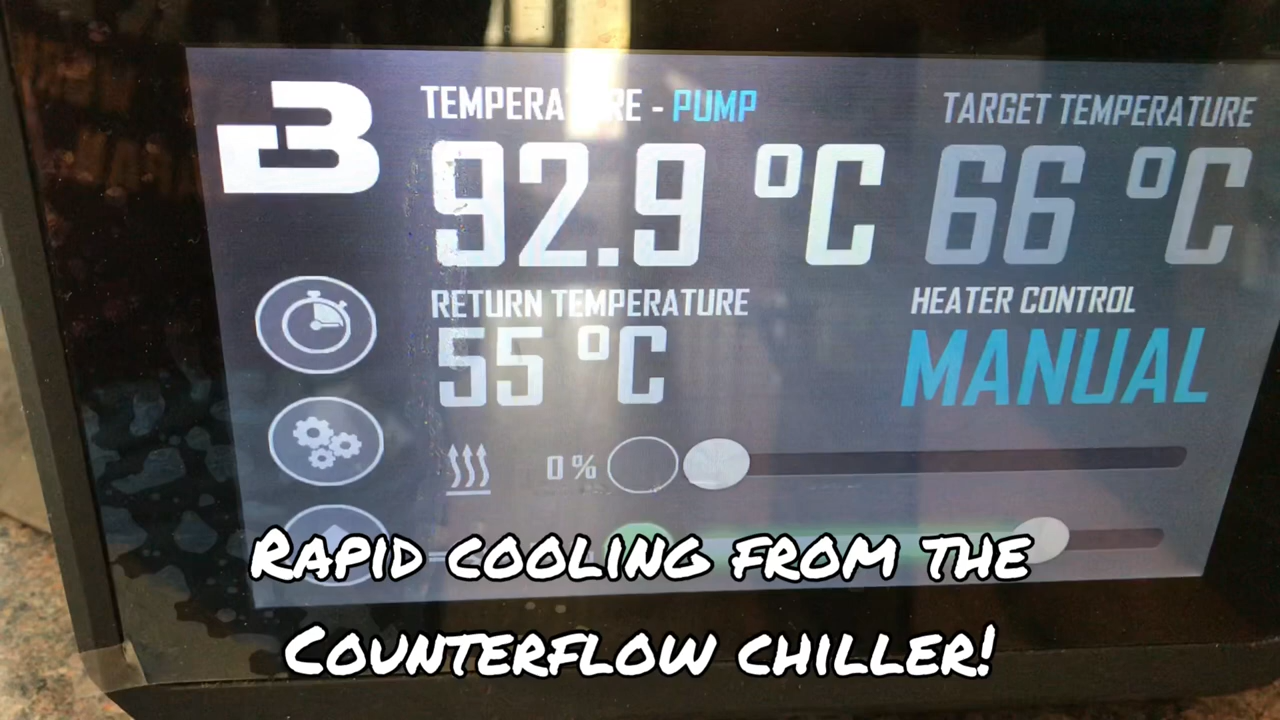 TEMPERATURE - PUMP
TARGET TEMPERATURE
92.9 °C
66 °C
RETURN TEMPERATURE
HEATER CONTROL
55 °C
MANUAL
0 %
RAPID COOLING FROM THE
COUNTERFLOW CHILLER!